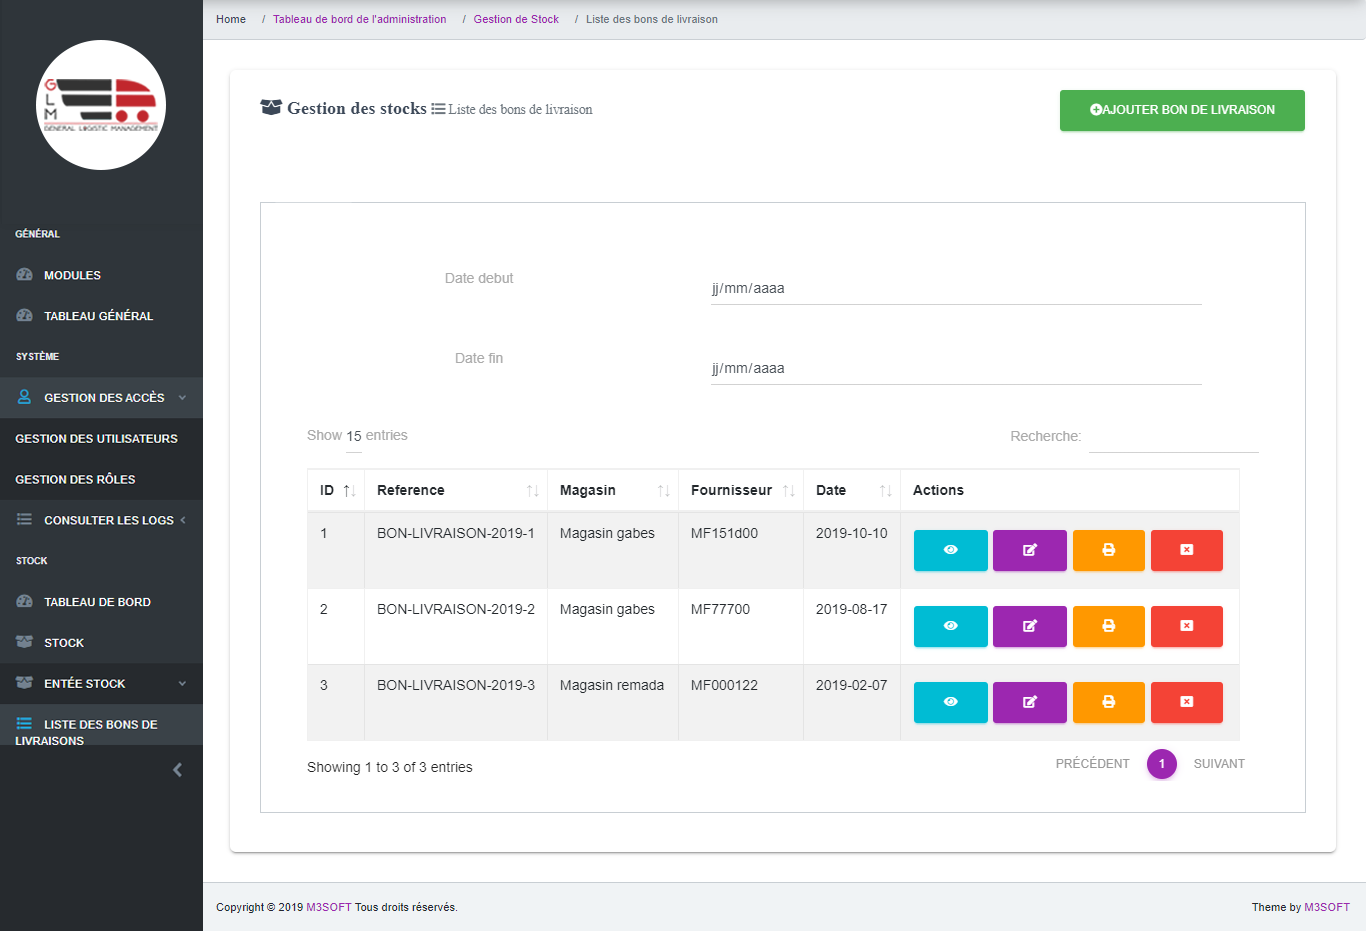 Home / Tableau de bord de l'administration / Gestion de Stock / Liste des bons de livraison
G
L
M
GENERAL LOGISTIC MANAGEMENT
Gestion des stocks Liste des bons de livraison
AJOUTER BON DE LIVRAISON
GÉNÉRAL
MODULES
TABLEAU GÉNÉRAL
SYSTÈME
GESTION DES ACCÈS
GESTION DES UTILISATEURS
GESTION DES RÔLES
CONSULTER LES LOGS
STOCK
TABLEAU DE BORD
STOCK
ENTÉE STOCK
LISTE DES BONS DE
LIVRAISONS
Date debut
jj/mm/aaaa
Date fin
jj/mm/aaaa
Show 15 entries
Recherche:
ID Reference Magasin Fournisseur Date Actions
1 BON-LIVRAISON-2019-1 Magasin gabes MF151d00 2019-10-10
2 BON-LIVRAISON-2019-2 Magasin gabes MF77700 2019-08-17
3 BON-LIVRAISON-2019-3 Magasin remada MF000122 2019-02-07
Showing 1 to 3 of 3 entries
PRÉCÉDENT 1 SUIVANT
Copyright © 2019 M3SOFT Tous droits réservés.
Theme by M3SOFT